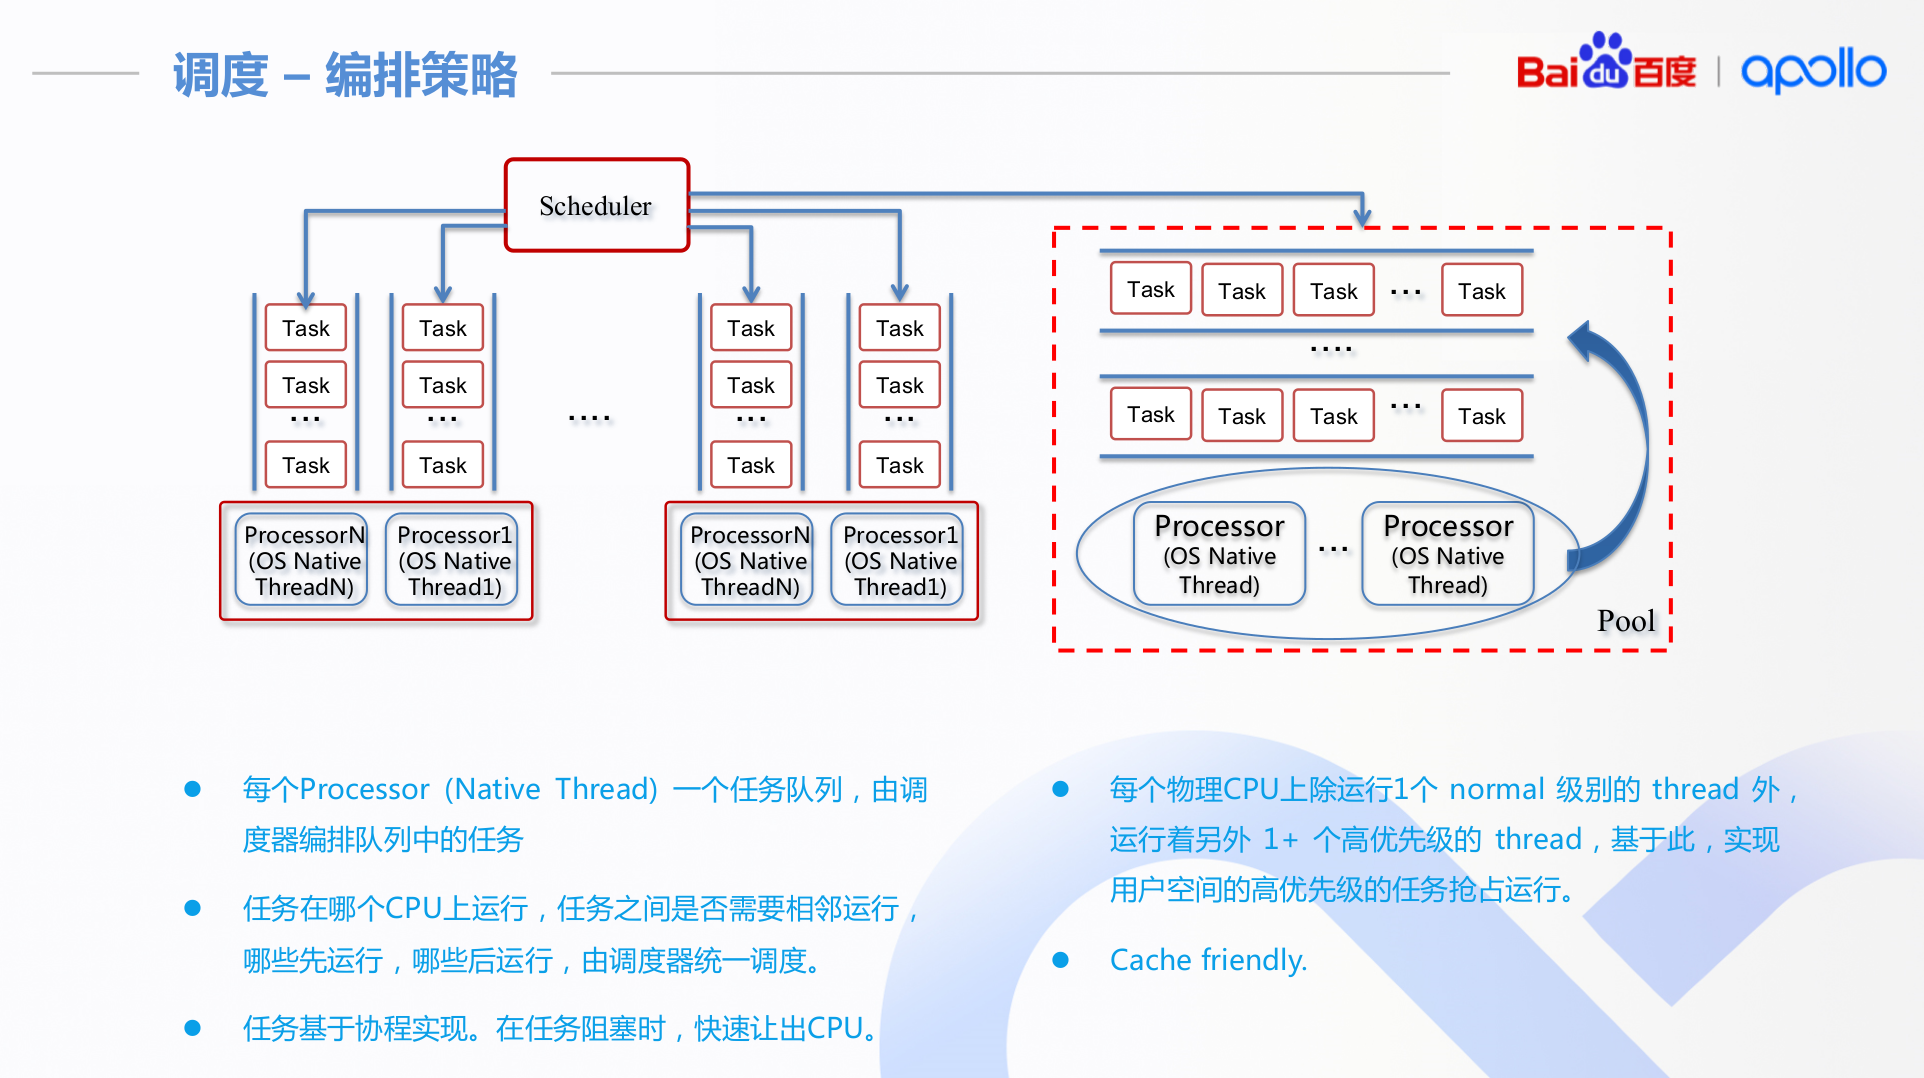 调度 – 编排策略
Bai du 百度 | apollo
Scheduler
Task
Task
...
Task
Task
Task
...
Task
....
Task
Task
...
Task
Task
Task
...
Task
ProcessorN
(OS Native
ThreadN)
Processor1
(OS Native
Thread1)
ProcessorN
(OS Native
ThreadN)
Processor1
(OS Native
Thread1)
Task Task Task ... Task
....
Task Task Task ... Task
Processor
(OS Native
Thread)
...
Processor
(OS Native
Thread)
Pool
● 每个Processor (Native Thread) 一个任务队列，由调
度器编排队列中的任务
● 任务在哪个CPU上运行，任务之间是否需要相邻运行，
哪些先运行，哪些后运行，由调度器统一调度。
● 任务基于协程实现。在任务阻塞时，快速让出CPU。
● 每个物理CPU上除运行1个 normal 级别的 thread 外，
运行着另外 1+ 个高优先级的 thread，基于此，实现
用户空间的高优先级的任务抢占运行。
● Cache friendly.